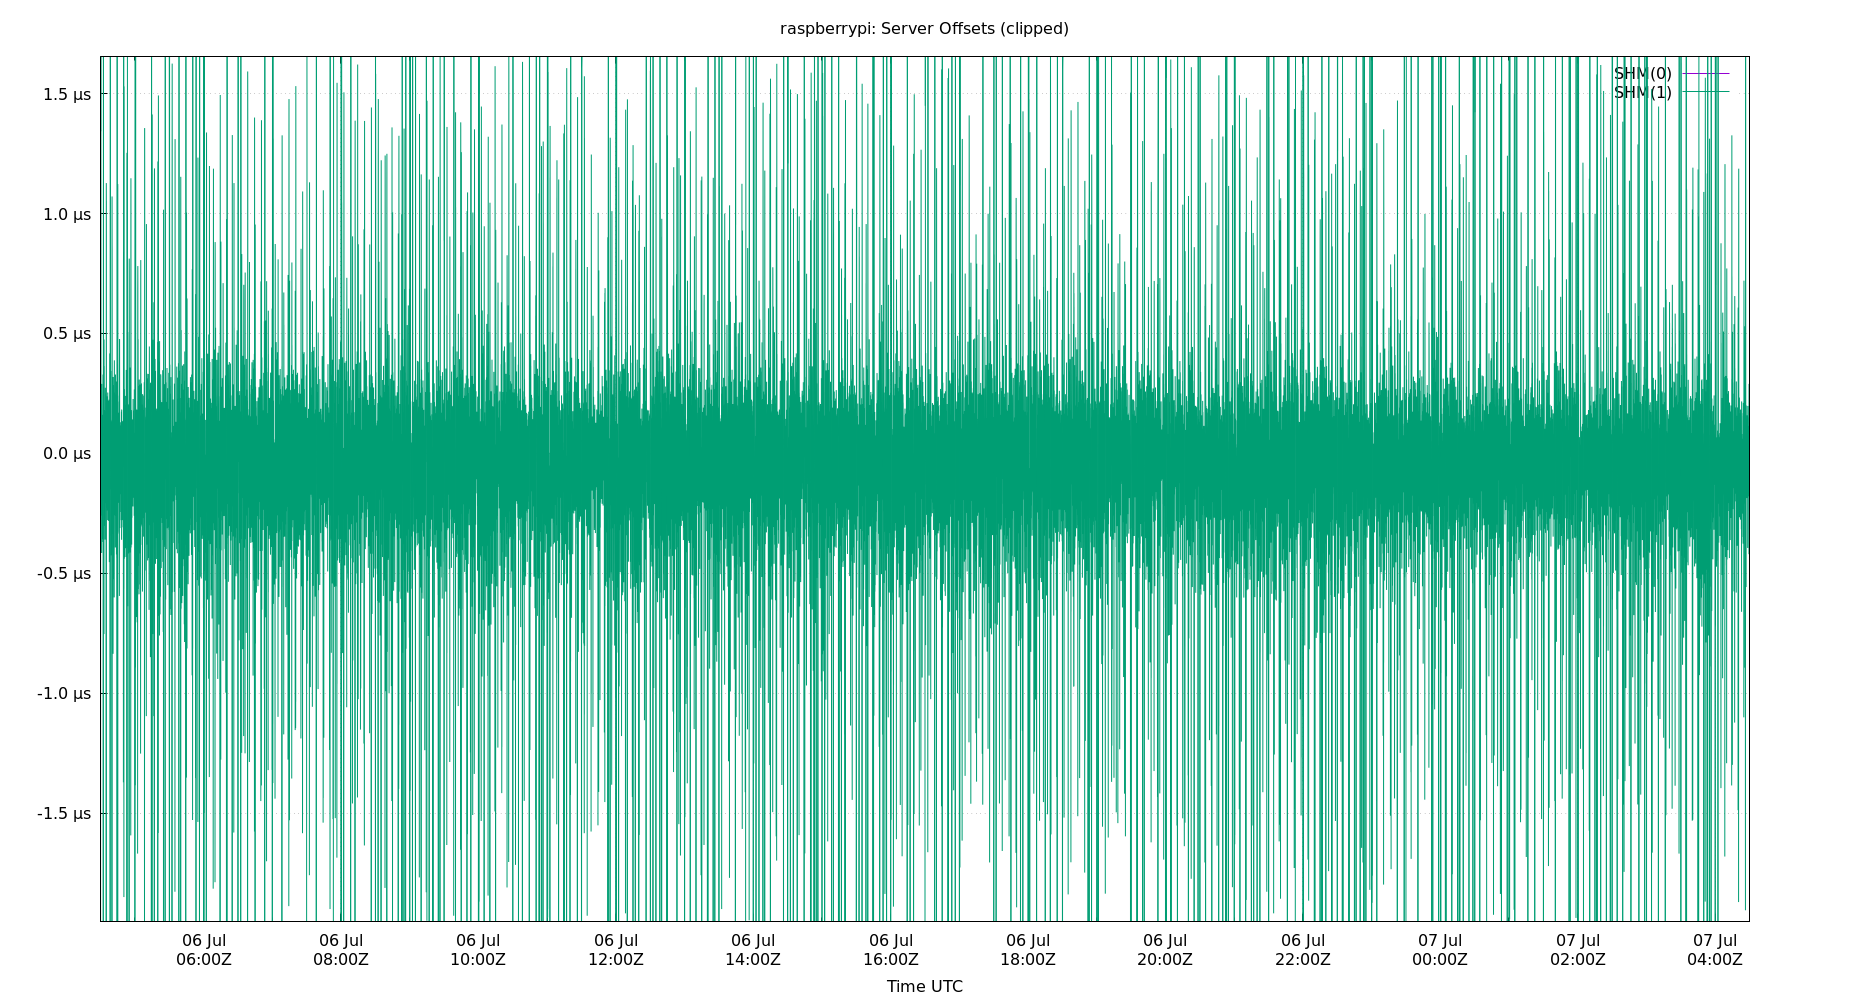 raspberrypi: Server Offsets (clipped)
SHM(0)
SHM(1)
1.5 µs
1.0 µs
0.5 µs
0.0 µs
-0.5 µs
-1.0 µs
-1.5 µs
06 Jul 06 Jul 06 Jul 06 Jul 06 Jul 06 Jul 06 Jul 06 Jul 06 Jul 07 Jul 07 Jul 07 Jul
06:00Z 08:00Z 10:00Z 12:00Z 14:00Z 16:00Z 18:00Z 20:00Z 22:00Z 00:00Z 02:00Z 04:00Z
Time UTC